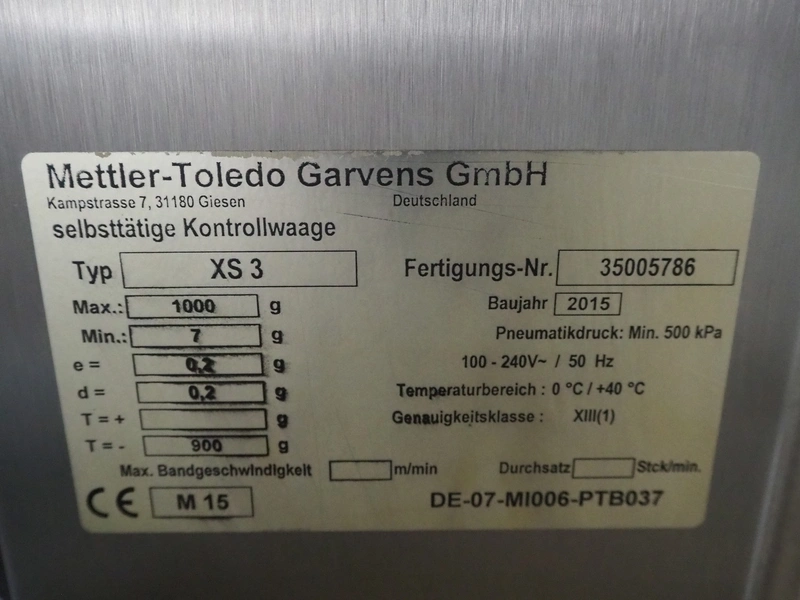 Mettler-Toledo Garvens GmbH
Kampstrasse 7, 31180 Giesen Deutschland
selbsttätige Kontrollwaage
Typ XS 3 Fertigungs-Nr. 35005786
Max.: 1000 g Baujahr 2015
Min.: 7 g Pneumatikdruck: Min. 500 kPa
e = 0,2 g 100 - 240V~ / 50 Hz
d = 0,2 g Temperaturbereich : 0 °C / +40 °C
T = + g Genauigkeitsklasse : XIII(1)
T = - 900 g
Max. Bandgeschwindigkeit m/min Durchsatz Stck/min.
CE M 15 DE-07-MI006-PTB037